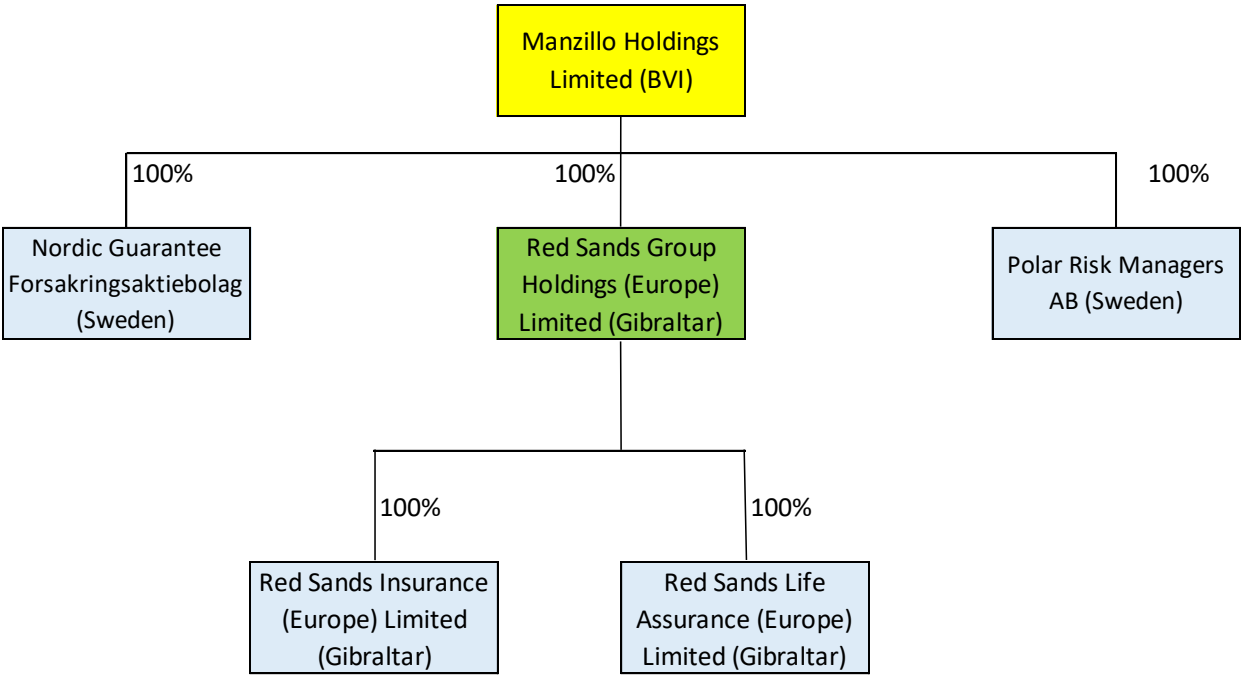 Manzillo Holdings
Limited (BVI)
100%
100%
100%
Nordic Guarantee
Forsakringsaktiebolag
(Sweden)
Red Sands Group
Holdings (Europe)
Limited (Gibraltar)
Polar Risk Managers
AB (Sweden)
100%
100%
Red Sands Insurance
(Europe) Limited
(Gibraltar)
Red Sands Life
Assurance (Europe)
Limited (Gibraltar)